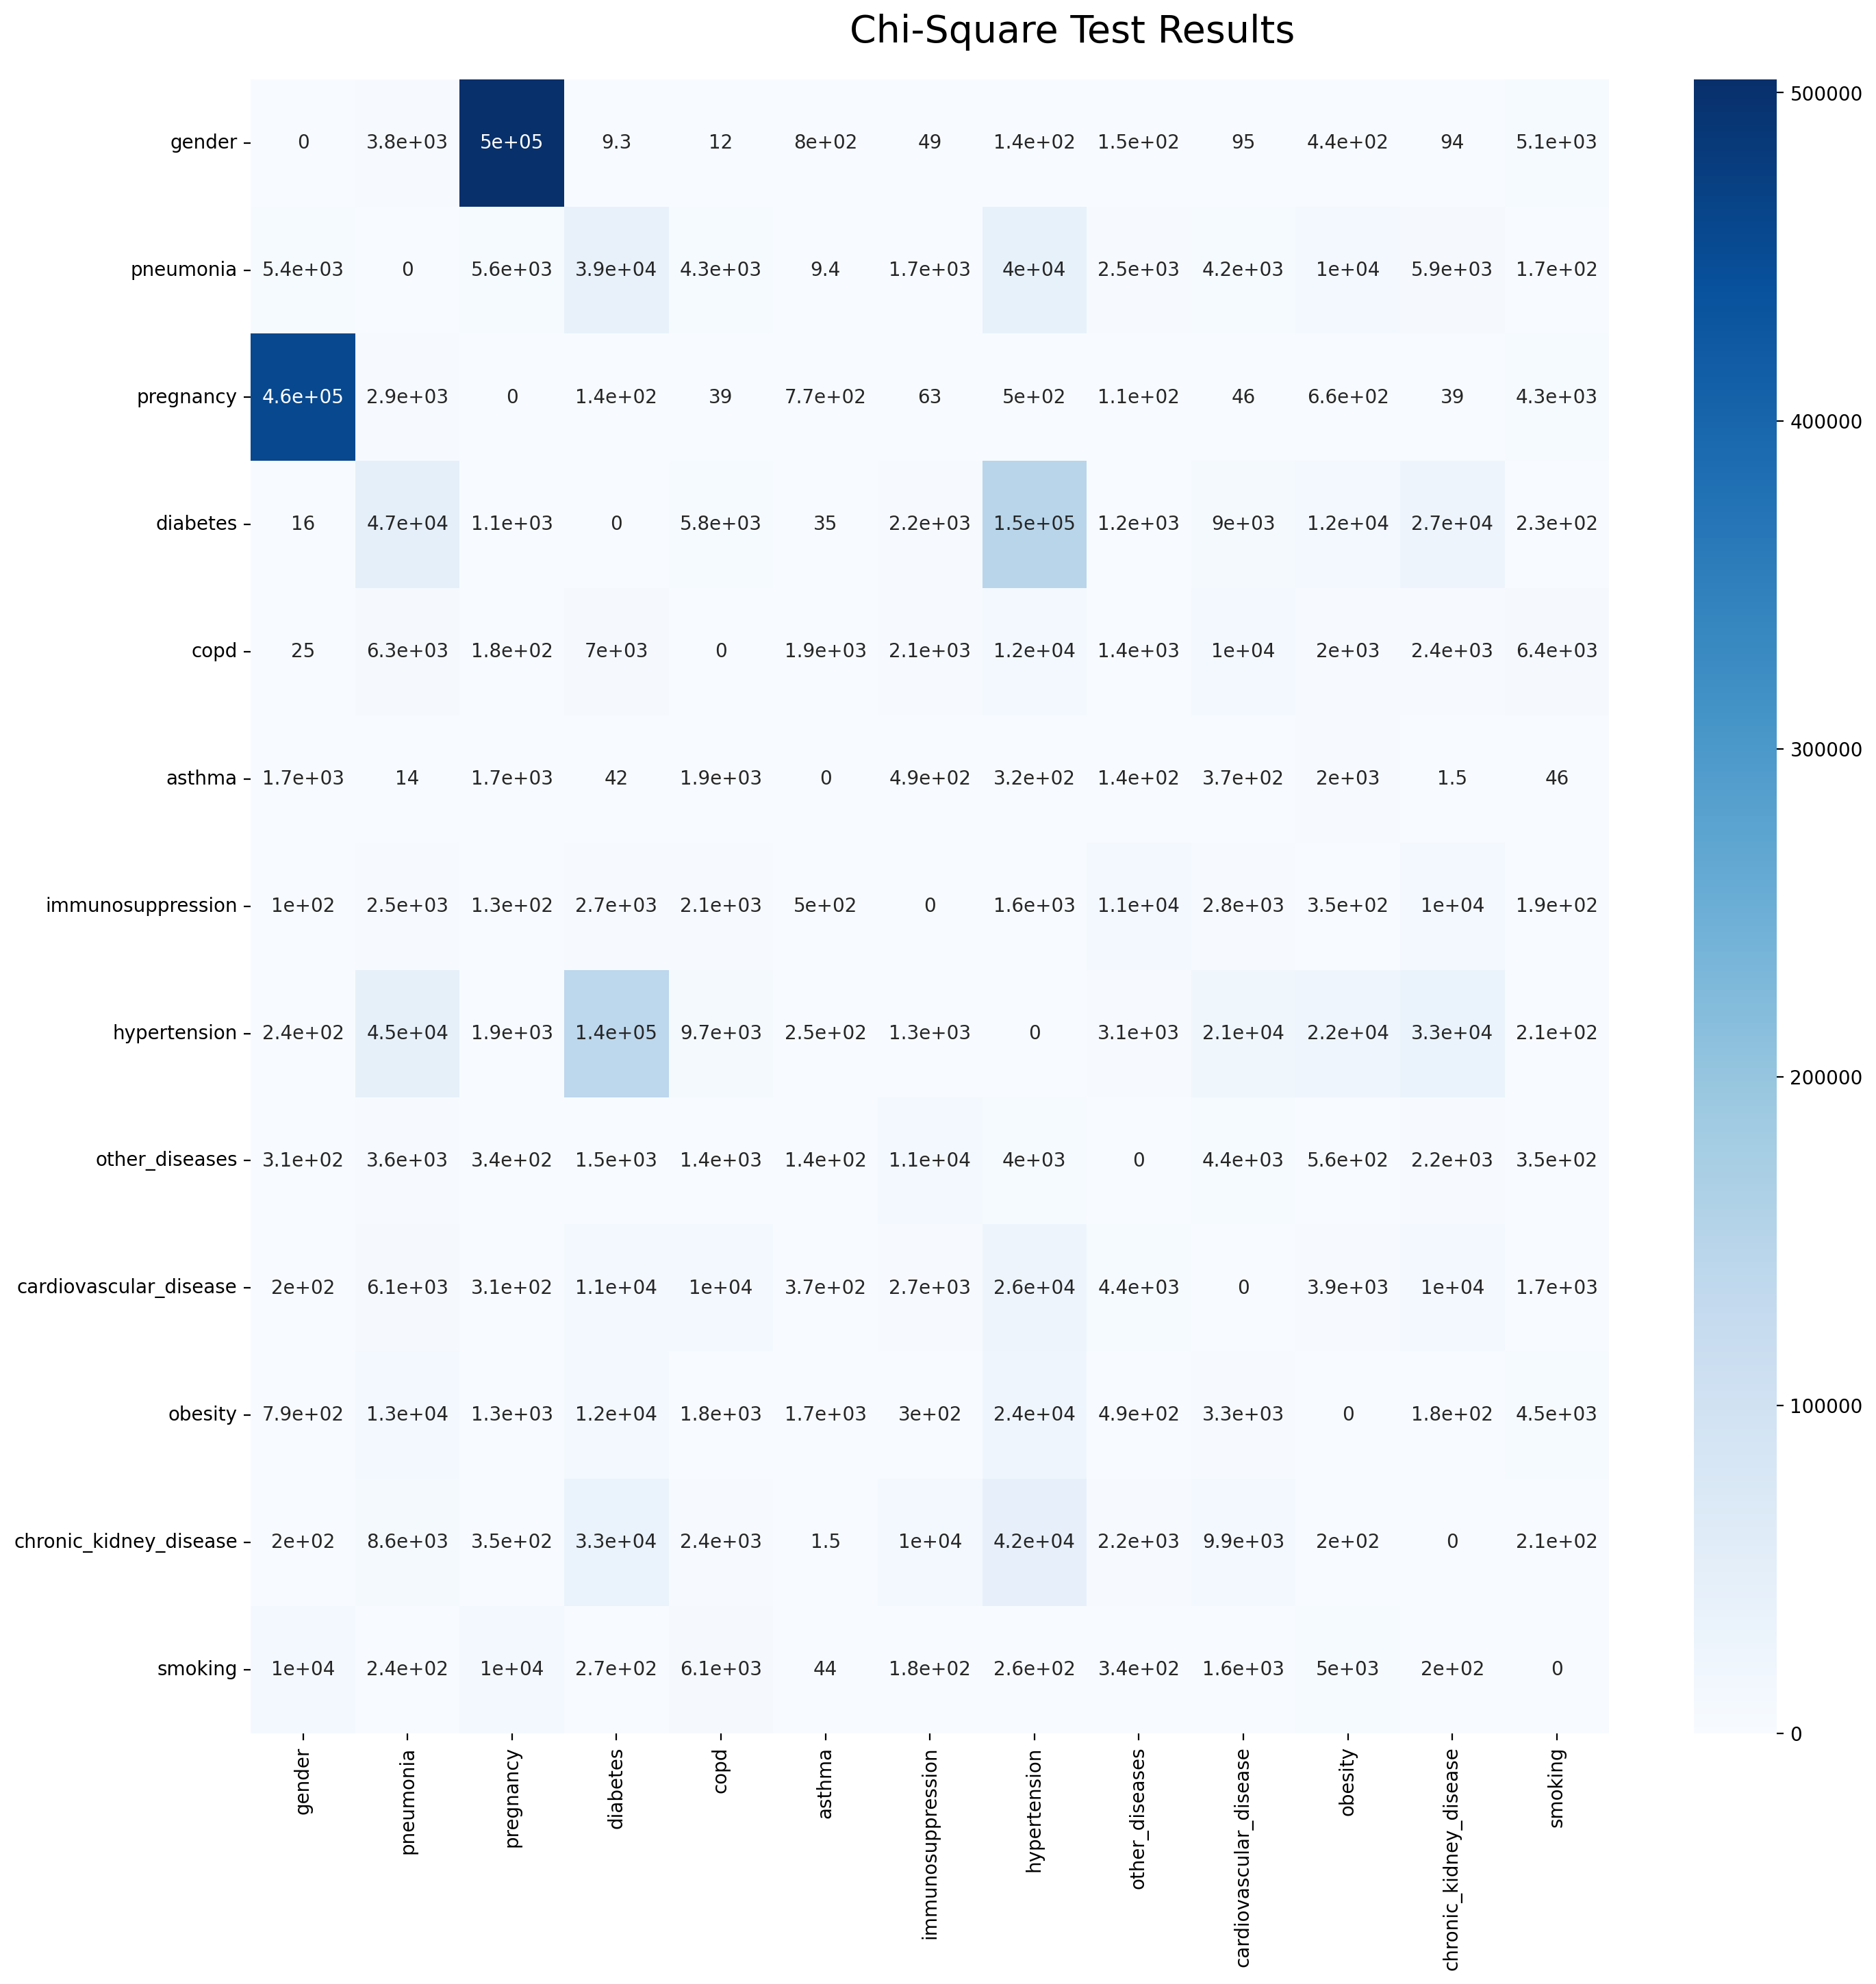 Chi-Square Test Results
gender 0 3.8e+03 5e+05 9.3 12 8e+02 49 1.4e+02 1.5e+02 95 4.4e+02 94 5.1e+03
pneumonia 5.4e+03 0 5.6e+03 3.9e+04 4.3e+03 9.4 1.7e+03 4e+04 2.5e+03 4.2e+03 1e+04 5.9e+03 1.7e+02
pregnancy 4.6e+05 2.9e+03 0 1.4e+02 39 7.7e+02 63 5e+02 1.1e+02 46 6.6e+02 39 4.3e+03
diabetes 16 4.7e+04 1.1e+03 0 5.8e+03 35 2.2e+03 1.5e+05 1.2e+03 9e+03 1.2e+04 2.7e+04 2.3e+02
copd 25 6.3e+03 1.8e+02 7e+03 0 1.9e+03 2.1e+03 1.2e+04 1.4e+03 1e+04 2e+03 2.4e+03 6.4e+03
asthma 1.7e+03 14 1.7e+03 42 1.9e+03 0 4.9e+02 3.2e+02 1.4e+02 3.7e+02 2e+03 1.5 46
immunosuppression 1e+02 2.5e+03 1.3e+02 2.7e+03 2.1e+03 5e+02 0 1.6e+03 1.1e+04 2.8e+03 3.5e+02 1e+04 1.9e+02
hypertension 2.4e+02 4.5e+04 1.9e+03 1.4e+05 9.7e+03 2.5e+02 1.3e+03 0 3.1e+03 2.1e+04 2.2e+04 3.3e+04 2.1e+02
other_diseases 3.1e+02 3.6e+03 3.4e+02 1.5e+03 1.4e+03 1.4e+02 1.1e+04 4e+03 0 4.4e+03 5.6e+02 2.2e+03 3.5e+02
cardiovascular_disease 2e+02 6.1e+03 3.1e+02 1.1e+04 1e+04 3.7e+02 2.7e+03 2.6e+04 4.4e+03 0 3.9e+03 1e+04 1.7e+03
obesity 7.9e+02 1.3e+04 1.3e+03 1.2e+04 1.8e+03 1.7e+03 3e+02 2.4e+04 4.9e+02 3.3e+03 0 1.8e+02 4.5e+03
chronic_kidney_disease 2e+02 8.6e+03 3.5e+02 3.3e+04 2.4e+03 1.5 1e+04 4.2e+04 2.2e+03 9.9e+03 2e+02 0 2.1e+02
smoking 1e+04 2.4e+02 1e+04 2.7e+02 6.1e+03 44 1.8e+02 2.6e+02 3.4e+02 1.6e+03 5e+03 2e+02 0
gender
pneumonia
pregnancy
diabetes
copd
asthma
immunosuppression
hypertension
other_diseases
cardiovascular_disease
obesity
chronic_kidney_disease
smoking
500000
400000
300000
200000
100000
0